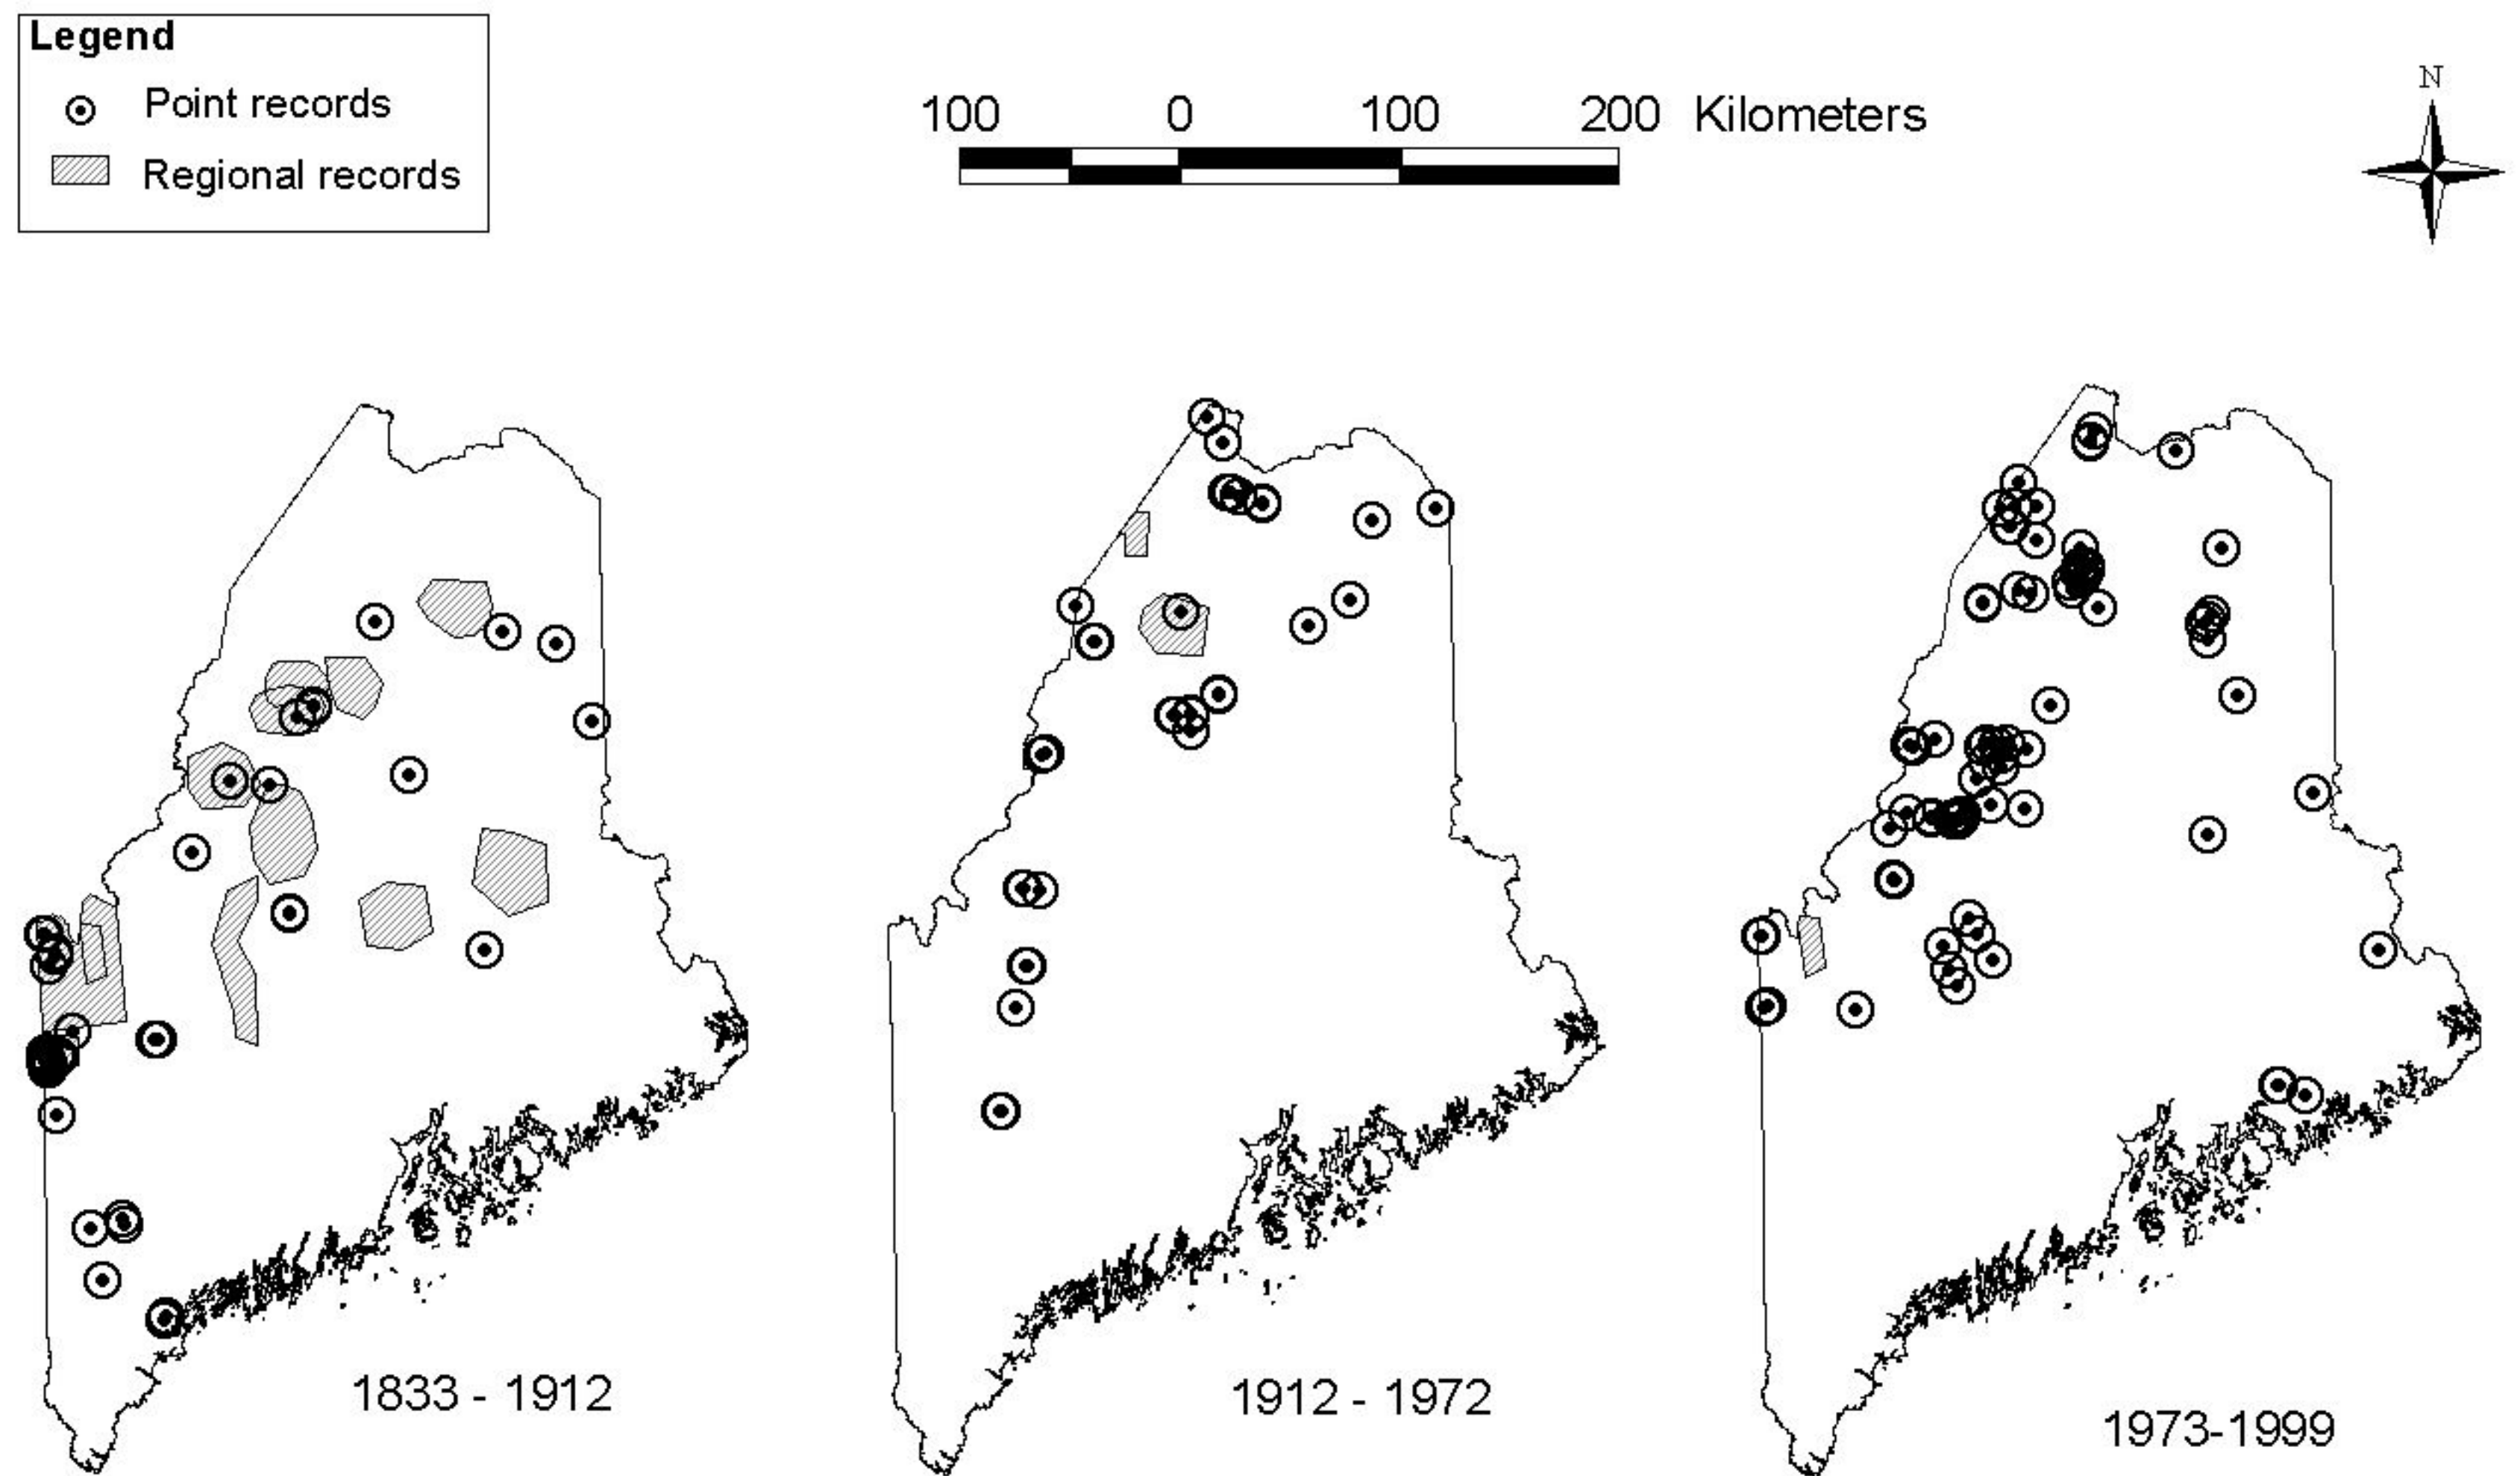 Legend
Point records
Regional records
100 0 100 200 Kilometers
N
1833 - 1912
1912 - 1972
1973-1999